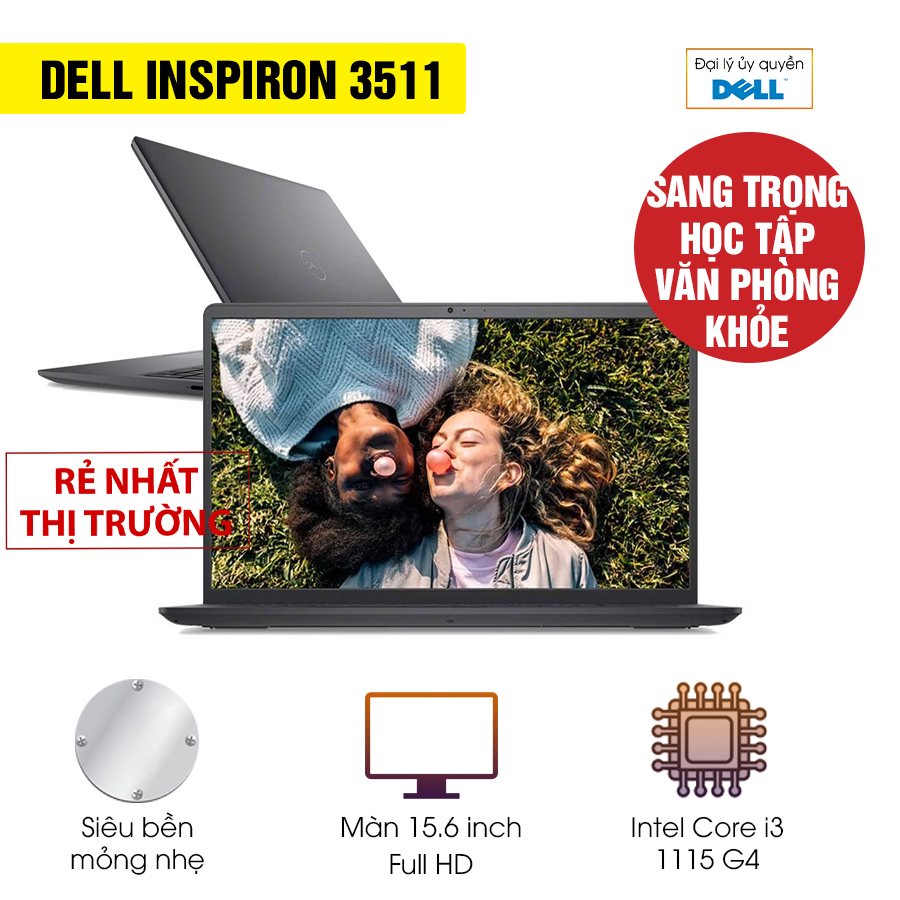 DELL INSPIRON 3511
Đại lý ủy quyền
DELL
SANG TRỌNG
HỌC TẬP
VĂN PHÒNG
KHỎE
RẺ NHẤT
THỊ TRƯỜNG
Siêu bền
mỏng nhẹ
Màn 15.6 inch
Full HD
Intel Core i3
1115 G4